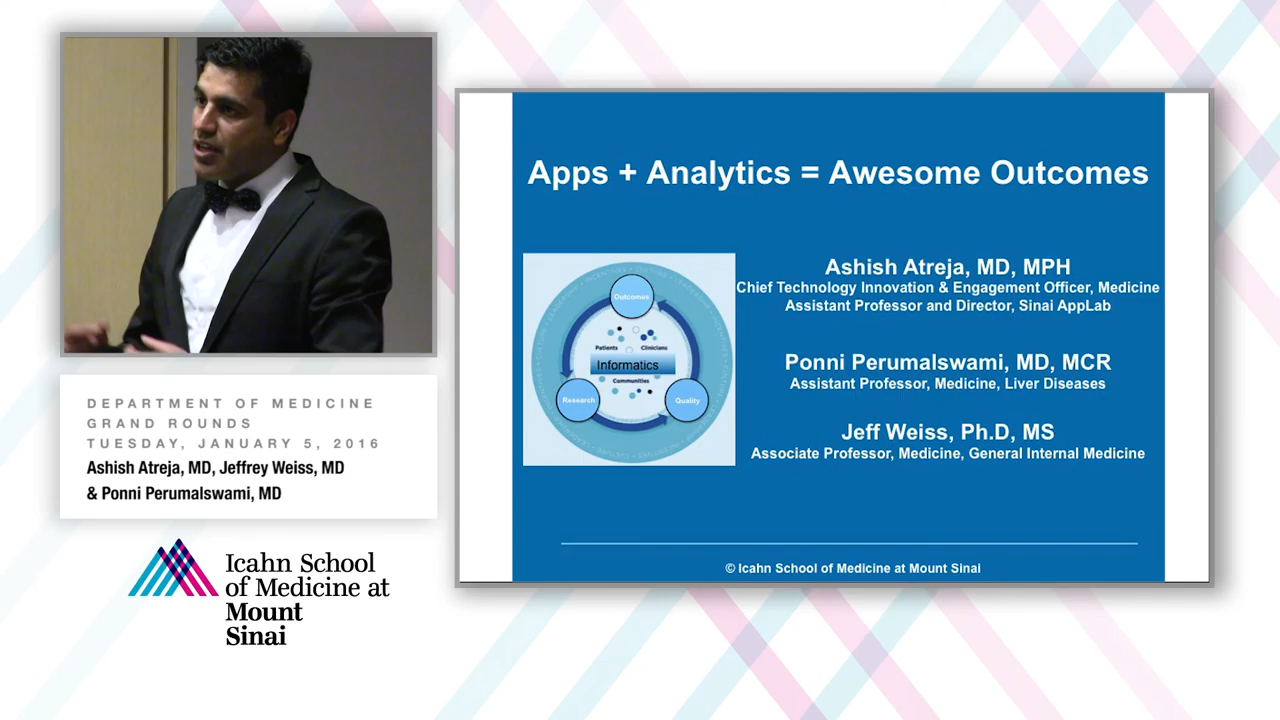 DEPARTMENT OF MEDICINE
GRAND ROUNDS
TUESDAY, JANUARY 5, 2016
Ashish Atreja, MD, Jeffrey Weiss, MD
& Ponni Perumalswami, MD
Icahn School
of Medicine at
Mount
Sinai
Apps + Analytics = Awesome Outcomes
Outcomes
Patients Clinicians
Informatics
Communities
Research
Quality
Ashish Atreja, MD, MPH
Chief Technology Innovation & Engagement Officer, Medicine
Assistant Professor and Director, Sinai AppLab
Ponni Perumalswami, MD, MCR
Assistant Professor, Medicine, Liver Diseases
Jeff Weiss, Ph.D, MS
Associate Professor, Medicine, General Internal Medicine
© Icahn School of Medicine at Mount Sinai